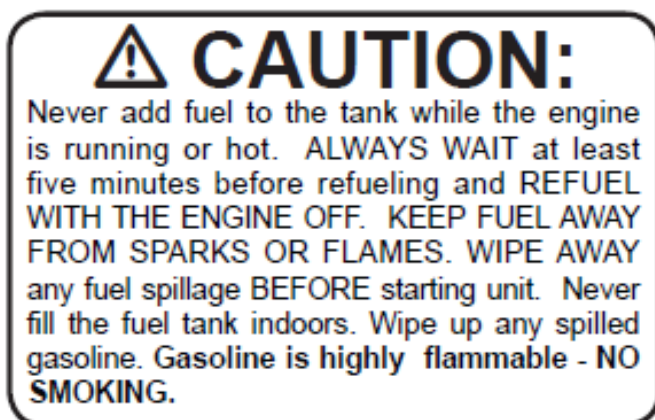 ⚠ CAUTION:
Never add fuel to the tank while the engine
is running or hot. ALWAYS WAIT at least
five minutes before refueling and REFUEL
WITH THE ENGINE OFF. KEEP FUEL AWAY
FROM SPARKS OR FLAMES. WIPE AWAY
any fuel spillage BEFORE starting unit. Never
fill the fuel tank indoors. Wipe up any spilled
gasoline. Gasoline is highly flammable - NO
SMOKING.